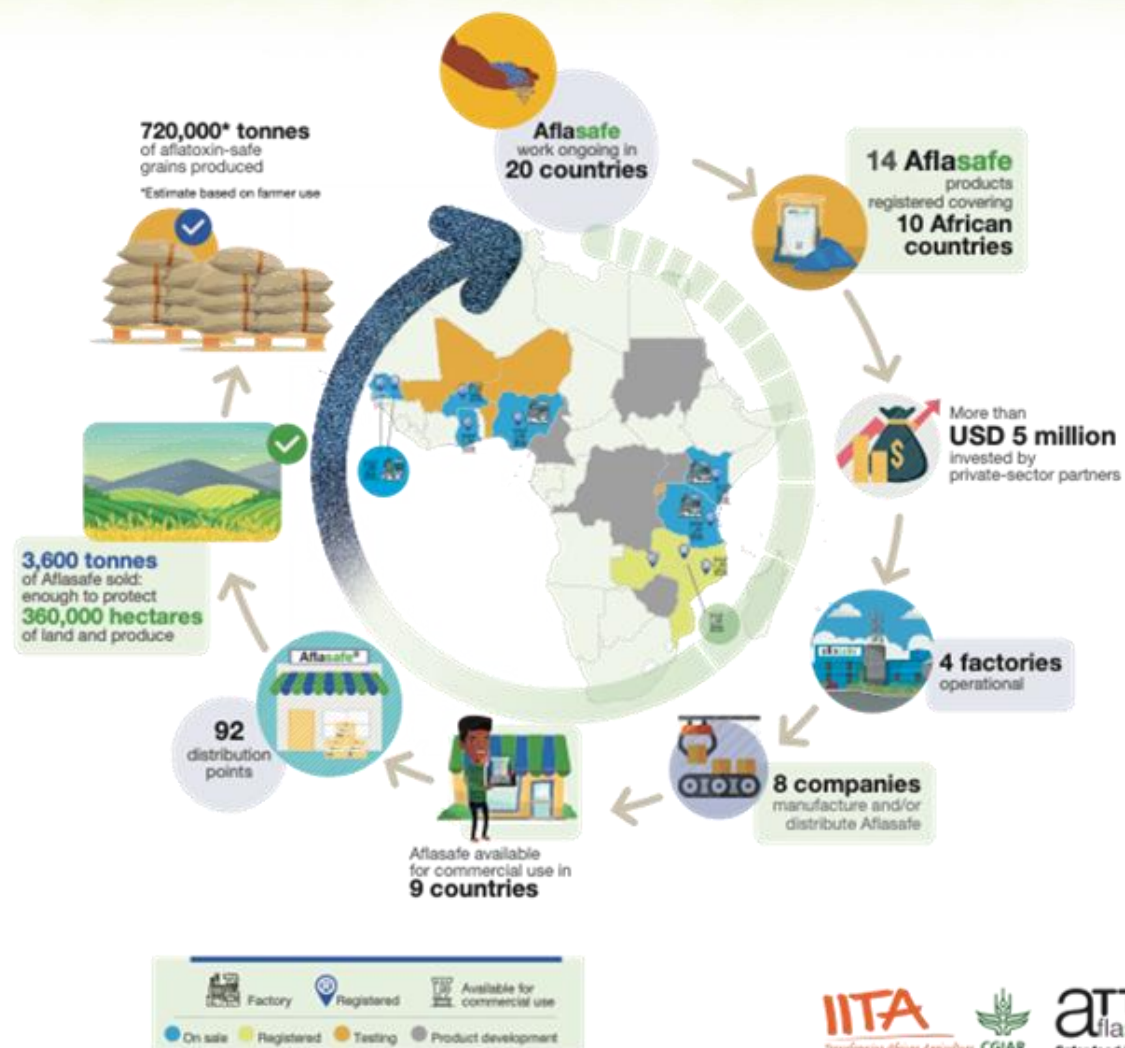 Aflasafe
work ongoing in
20 countries
14 Aflasafe
products
registered covering
10 African
countries
More than
USD 5 million
invested by
private-sector partners
4 factories
operational
8 companies
manufacture and/or
distribute Aflasafe
Aflasafe available
for commercial use in
9 countries
Aflasafe®
92
distribution
points
3,600 tonnes
of Aflasafe sold:
enough to protect
360,000 hectares
of land and produce
720,000* tonnes
of aflatoxin-safe
grains produced
*Estimate based on farmer use
Factory
Registered
Available for
commercial use
On sale
Registered
Testing
Product development
IITA
Transforming African Agriculture
CGIAR